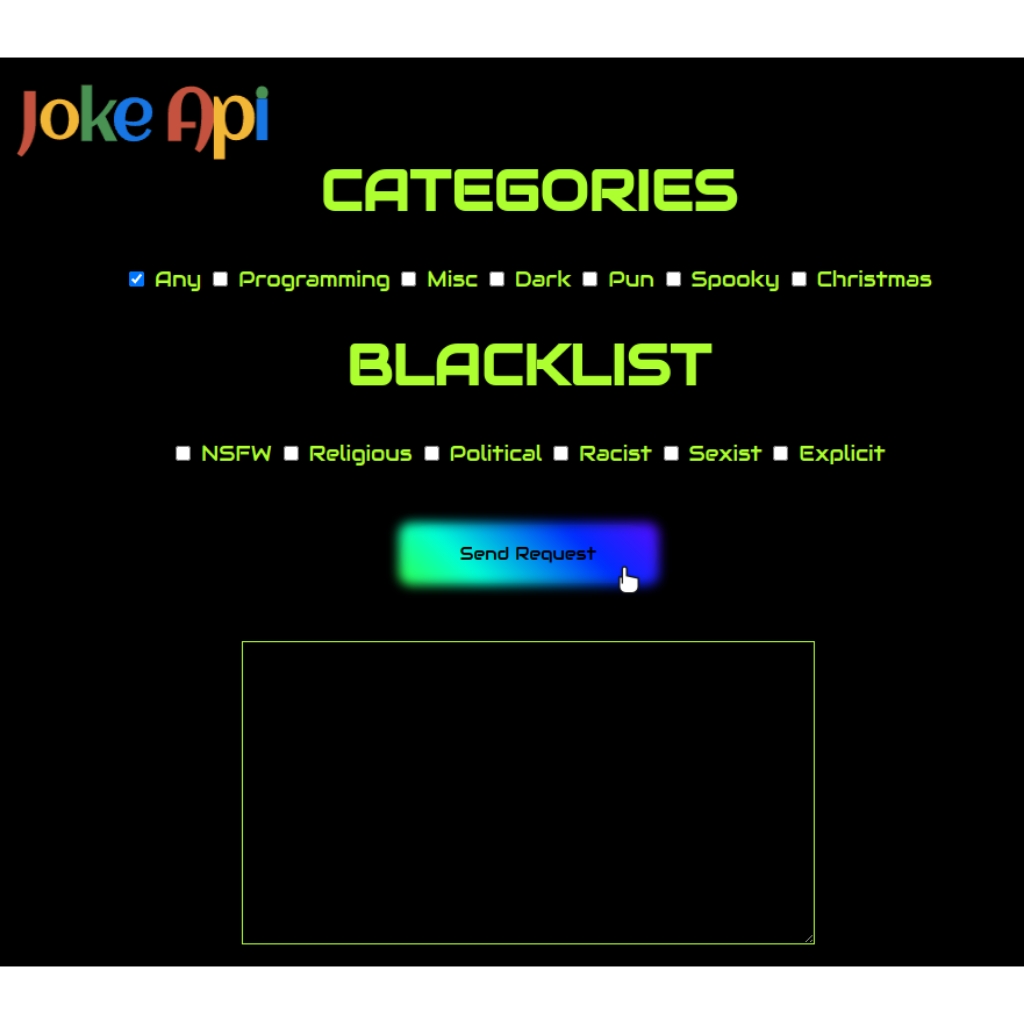 Joke Api
CATEGORIES
Any Programming Misc Dark Pun Spooky Christmas
BLACKLIST
NSFW Religious Political Racist Sexist Explicit
Send Request